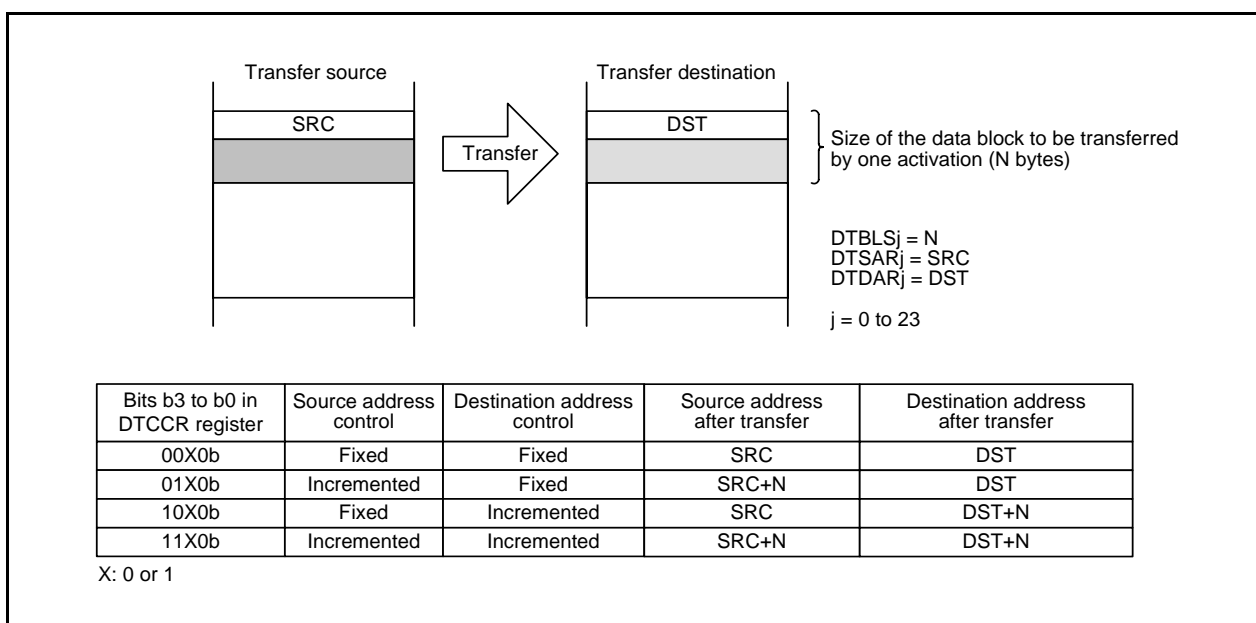 Transfer source
Transfer destination
SRC
DST
Transfer
Size of the data block to be transferred
by one activation (N bytes)
DTBLSj = N
DTSARj = SRC
DTDARj = DST
j = 0 to 23
Bits b3 to b0 in
DTCCR register
Source address
control
Destination address
control
Source address
after transfer
Destination address
after transfer
00X0b Fixed Fixed SRC DST
01X0b Incremented Fixed SRC+N DST
10X0b Fixed Incremented SRC DST+N
11X0b Incremented Incremented SRC+N DST+N
X: 0 or 1